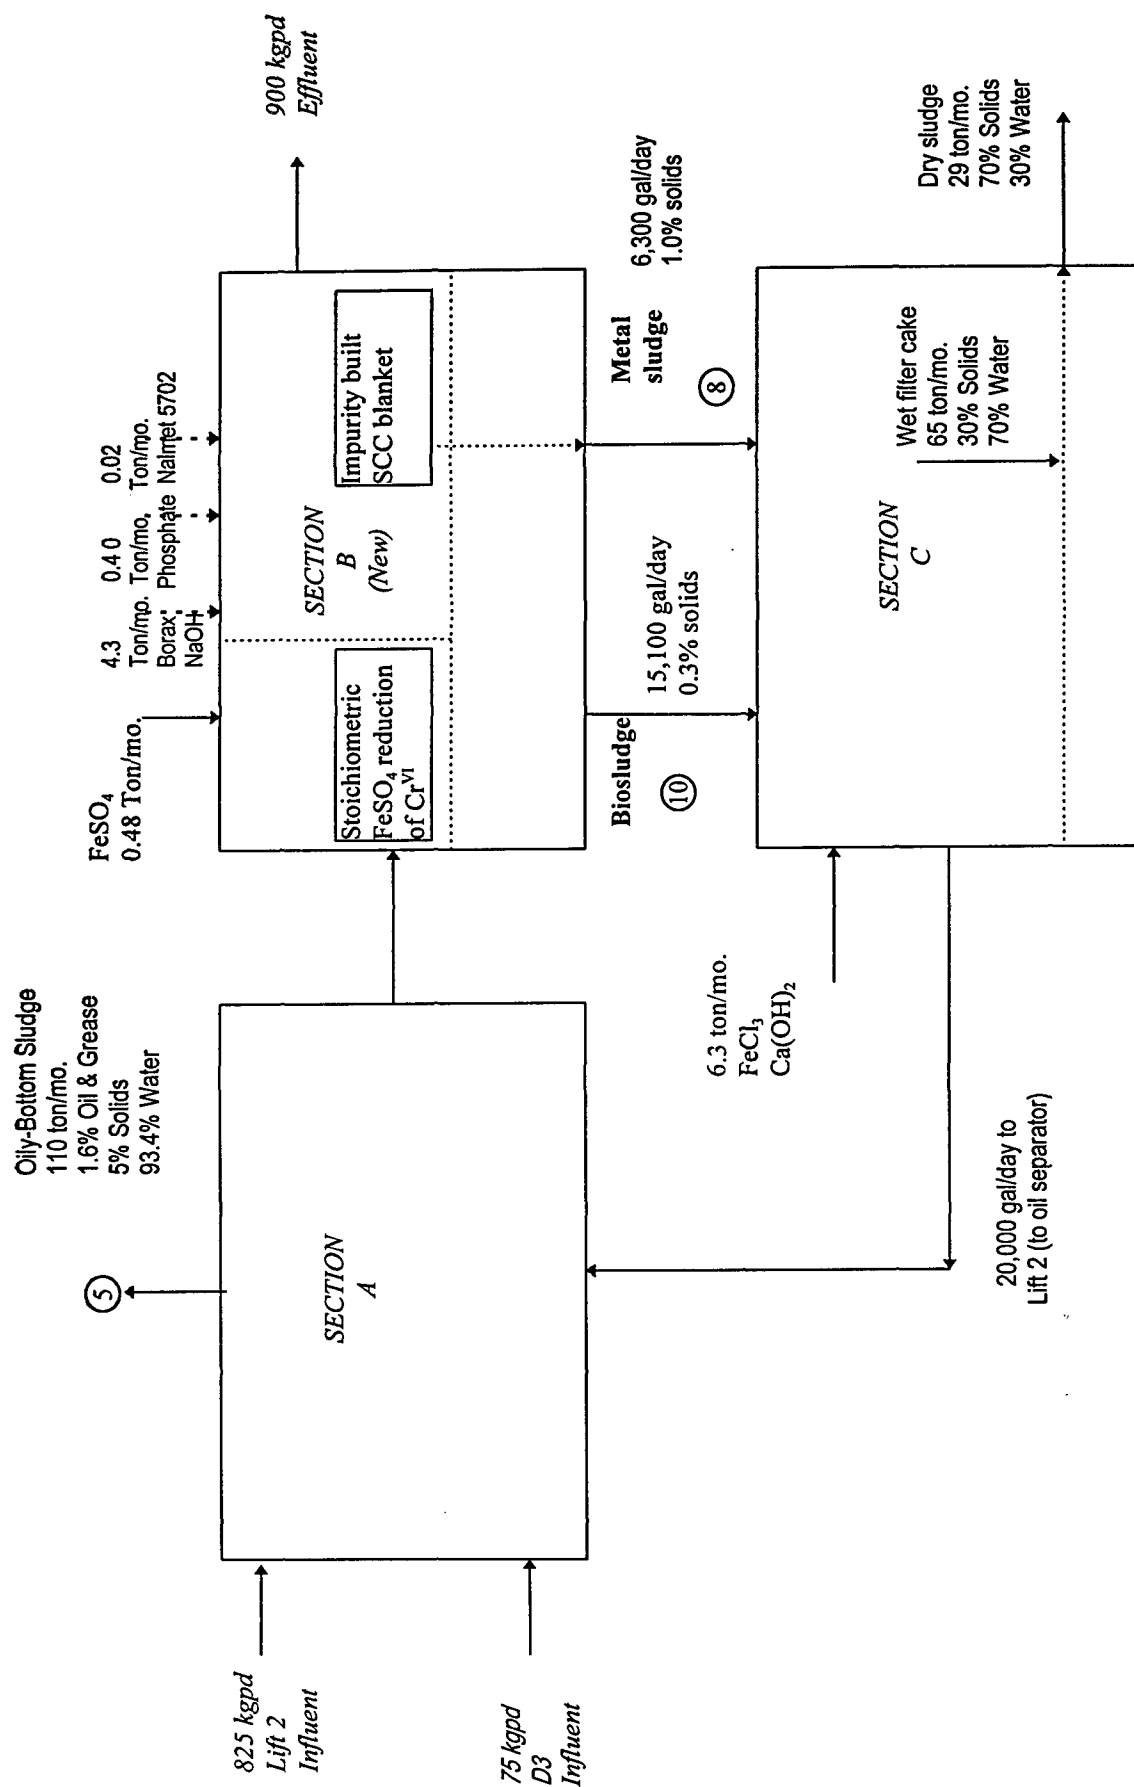 Oily-Bottom Sludge
110 ton/mo.
1.6% Oil & Grease
5% Solids
93.4% Water
5
825 kgpd
Lift 2
Influent
75 kgpd
D3
Influent
SECTION
A
FeSO₄
0.48 Ton/mo.
4.3
Ton/mo.
Borax;
NaOH
0.4 0
Ton/mo.
Phosphate
0.02
Ton/mo.
Nalmet 5702
900 kgpd
Effluent
SECTION
B
(New)
Stoichiometric
FeSO₄ reduction
of Crⱽᴵ
Impurity built
SCC blanket
Biosludge
10
15,100 gal/day
0.3% solids
Metal
sludge
8
6,300 gal/day
1.0% solids
6.3 ton/mo.
FeCl₃
Ca(OH)₂
SECTION
C
Wet filter cake
65 ton/mo.
30% Solids
70% Water
Dry sludge
29 ton/mo.
70% Solids
30% Water
20,000 gal/day to
Lift 2 (to oil separator)